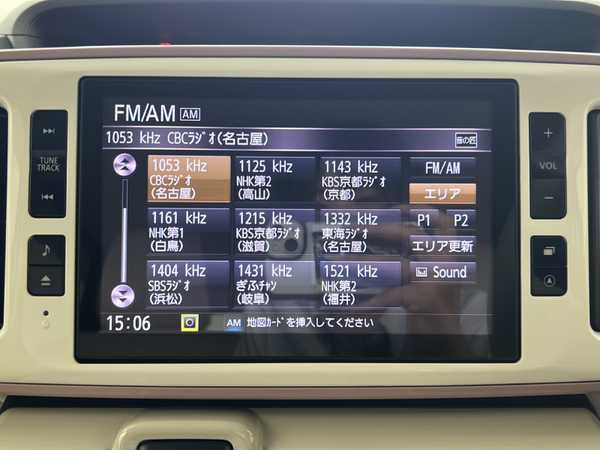 FM/AM AM
1053 kHz CBCﾗｼﾞｵ(名古屋)
音の匠
1053 kHz
CBCﾗｼﾞｵ
(名古屋)
1125 kHz
NHK第2
(高山)
1143 kHz
KBS京都ﾗｼﾞｵ
(京都)
FM/AM
エリア
1161 kHz
NHK第1
(白鳥)
1215 kHz
KBS京都ﾗｼﾞｵ
(滋賀)
1332 kHz
東海ﾗｼﾞｵ
(名古屋)
P1 P2
エリア更新
1404 kHz
SBSﾗｼﾞｵ
(浜松)
1431 kHz
ぎふﾁｬﾝ
(岐阜)
1521 kHz
NHK第2
(福井)
Sound
15:06
AM 地図ｶｰﾄﾞを挿入してください
TUNE
TRACK
+
VOL
−